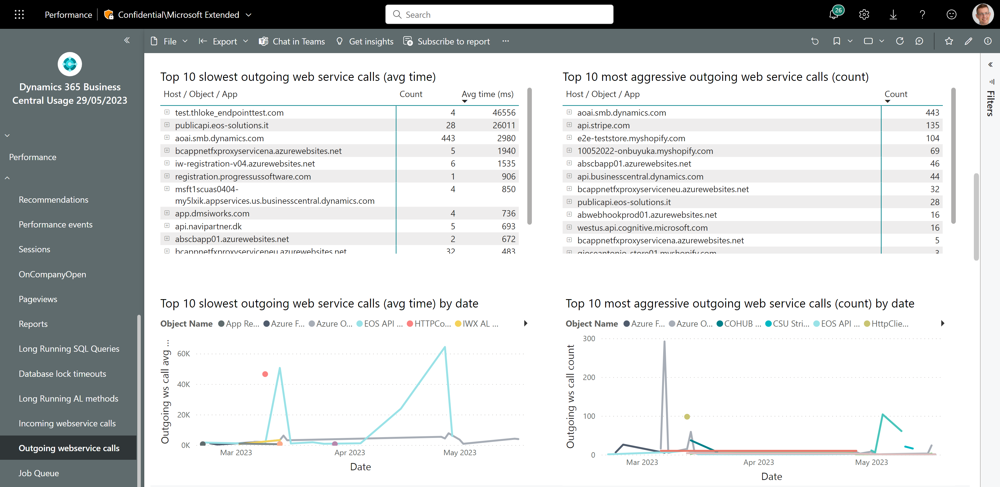 Performance
Confidential\Microsoft Extended
Search
26
File
Export
Chat in Teams
Get insights
Subscribe to report
Dynamics 365 Business
Central Usage 29/05/2023
Performance
Recommendations
Performance events
Sessions
OnCompanyOpen
Pageviews
Reports
Long Running SQL Queries
Database lock timeouts
Long Running AL methods
Incoming webservice calls
Outgoing webservice calls
Job Queue
Top 10 slowest outgoing web service calls (avg time)
Host / Object / App Count Avg time (ms)
test.thloke_endpointtest.com 4 46556
publicapi.eos-solutions.it 28 26011
aoai.smb.dynamics.com 443 2980
bcappnetfxproxyservicena.azurewebsites.net 5 1940
iw-registration-v04.azurewebsites.net 6 1535
registration.progressussoftware.com 1 906
msft1scuas0404- 4 850
my5lxik.appservices.us.businesscentral.dynamics.com
app.dmsiworks.com 4 736
api.navipartner.dk 5 693
abscbapp01.azurewebsites.net 2 672
bcappnetfxproxyserviceneu.azurewebsites.net 32 483
Top 10 most aggressive outgoing web service calls (count)
Host / Object / App Count
aoai.smb.dynamics.com 443
api.stripe.com 135
e2e-teststore.myshopify.com 104
10052022-onbuyuka.myshopify.com 69
abscbapp01.azurewebsites.net 46
api.businesscentral.dynamics.com 44
bcappnetfxproxyserviceneu.azurewebsites.net 32
publicapi.eos-solutions.it 28
abwebhookprod01.azurewebsites.net 16
westus.api.cognitive.microsoft.com 16
bcappnetfxproxyservicena.azurewebsites.net 5
gioseantonio-store01.myshopify.com 3
Filters
Top 10 slowest outgoing web service calls (avg time) by date
Object Name App Re... Azure F... Azure O... EOS API ... HTTPCo... IWX AL ...
Outgoing ws call avg ...
60K
40K
20K
0K
Mar 2023 Apr 2023 May 2023
Date
Top 10 most aggressive outgoing web service calls (count) by date
Object Name Azure F... Azure O... COHUB ... CSU Stri... EOS API ... HttpClie...
Outgoing ws call count
300
200
100
0
Mar 2023 Apr 2023 May 2023
Date